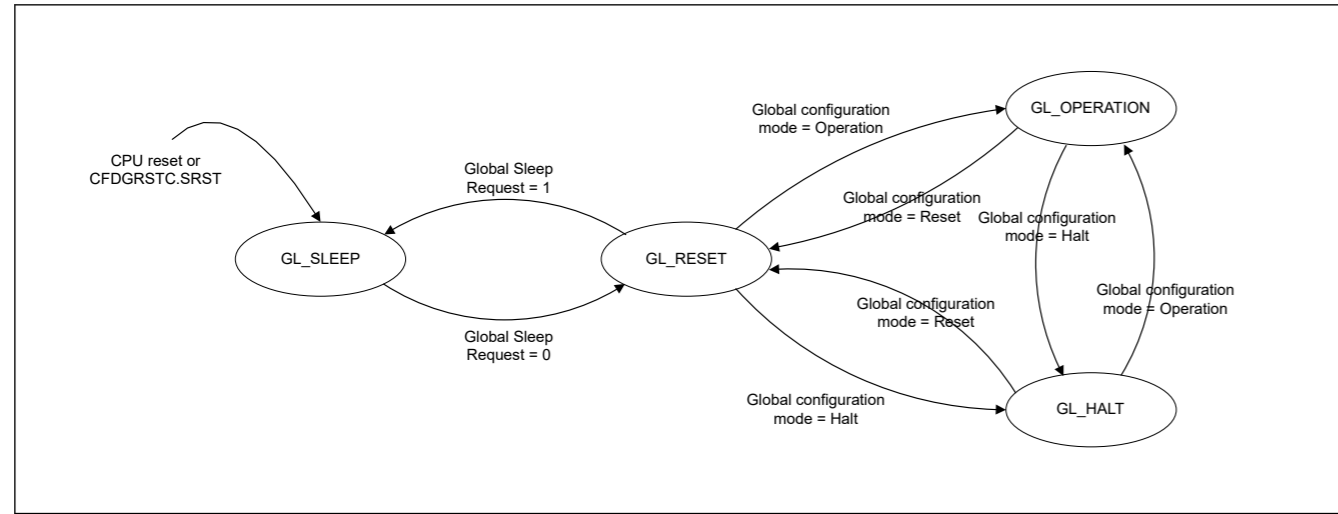 GL_OPERATION
Global configuration
mode = Operation
CPU reset or
CFDGRSTC.SRST
Global Sleep
Request = 1
Global configuration
mode = Reset
Global configuration
mode = Halt
GL_SLEEP
GL_RESET
Global configuration
mode = Operation
Global configuration
mode = Reset
Global Sleep
Request = 0
Global configuration
mode = Halt
GL_HALT